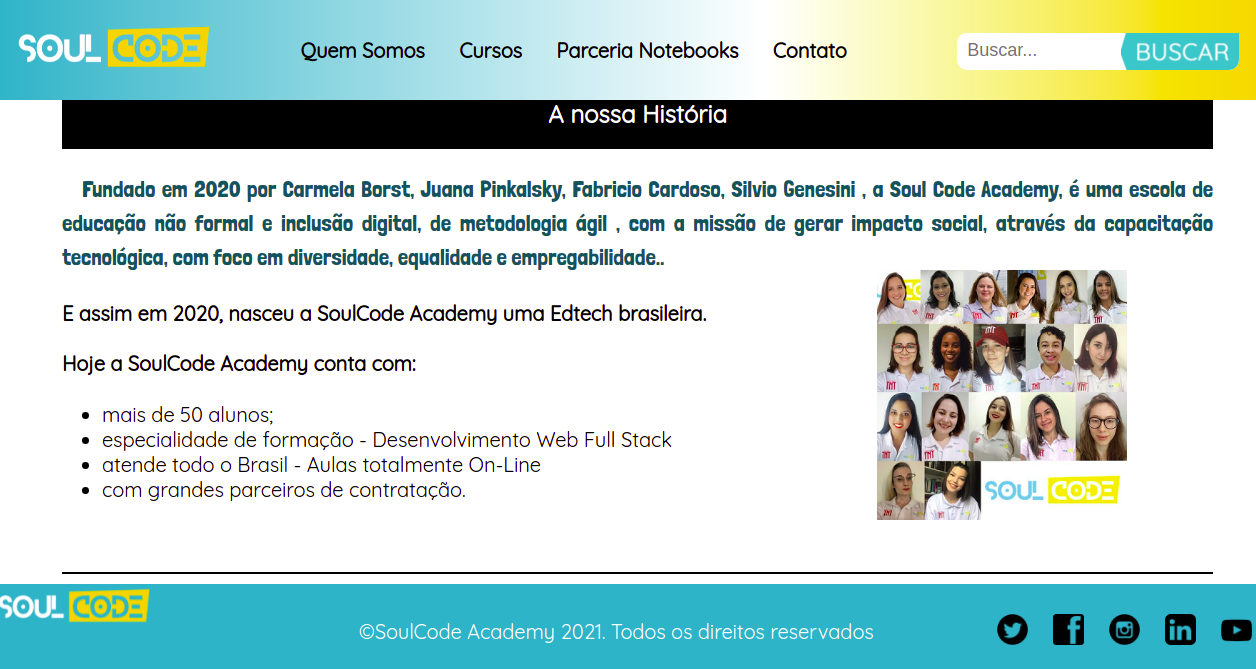 SOUL CODE
Quem Somos Cursos Parceria Notebooks Contato
Buscar... BUSCAR
A nossa História
Fundado em 2020 por Carmela Borst, Juana Pinkalsky, Fabricio Cardoso, Silvio Genesini , a Soul Code Academy, é uma escola de
educação não formal e inclusão digital, de metodologia ágil , com a missão de gerar impacto social, através da capacitação
tecnológica, com foco em diversidade, equalidade e empregabilidade..
E assim em 2020, nasceu a SoulCode Academy uma Edtech brasileira.
Hoje a SoulCode Academy conta com:
mais de 50 alunos;
especialidade de formação - Desenvolvimento Web Full Stack
atende todo o Brasil - Aulas totalmente On-Line
com grandes parceiros de contratação.
SOUL CODE
SOUL CODE
©SoulCode Academy 2021. Todos os direitos reservados